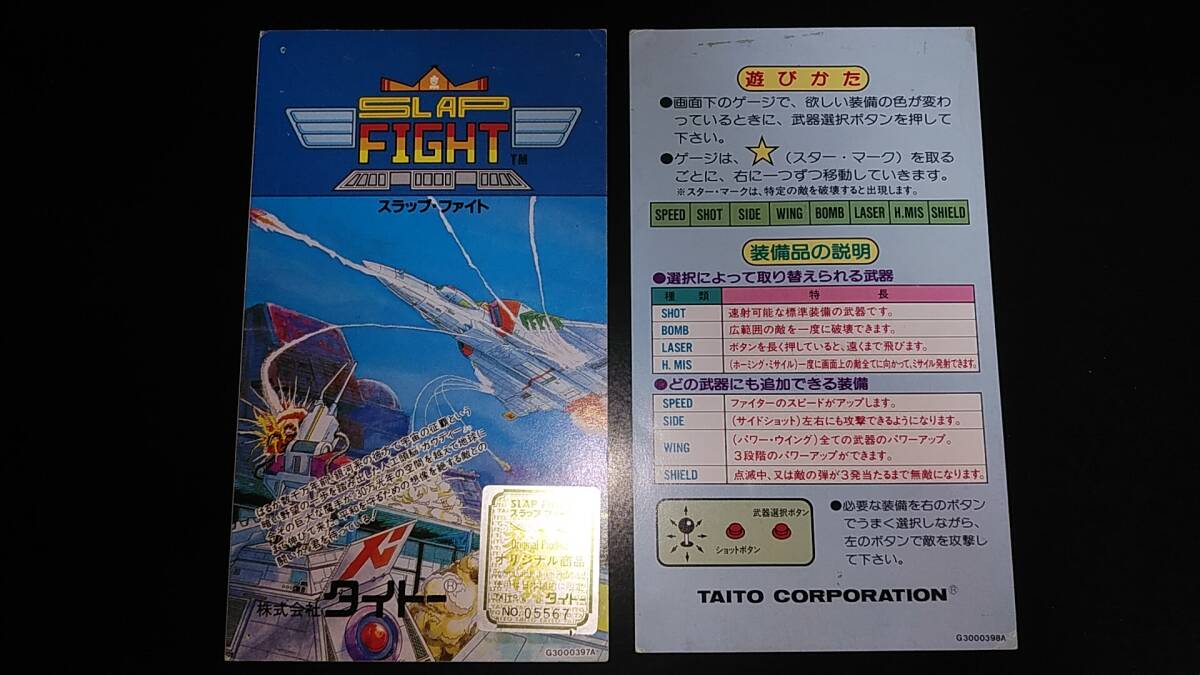 SLAP
FIGHT
TM
スラップ・ファイト
SLAP
スラップファイ
オリジナル商品
タイトー
NO. 05567
株式会社 タイトー®
G3000397A
遊びかた
●画面下のゲージで、欲しい装備の色が変わ
っているときに、武器選択ボタンを押して
下さい。
●ゲージは、☆(スター・マーク)を取る
ごとに、右に一つずつ移動していきます。
※スター・マークは、特定の敵を破壊すると出現します。
SPEED SHOT SIDE WING BOMB LASER H.MIS SHIELD
装備品の説明
●選択によって取り替えられる武器
種 類 特 長
SHOT 速射可能な標準装備の武器です。
BOMB 広範囲の敵を一度に破壊できます。
LASER ボタンを長く押していると、遠くまで飛びます。
H. MIS (ホーミング・ミサイル)一度に画面上の敵全てに向かって、ミサイル発射できます。
●どの武器にも追加できる装備
SPEED ファイターのスピードがアップします。
SIDE (サイドショット)左右にも攻撃できるようになります。
WING (パワー・ウイング)全ての武器のパワーアップ。
3段階のパワーアップができます。
SHIELD 点滅中、又は敵の弾が3発当たるまで無敵になります。
武器選択ボタン
ショットボタン
●必要な装備を右のボタン
でうまく選択しながら、
左のボタンで敵を攻撃し
て下さい。
TAITO CORPORATION®
G3000398A